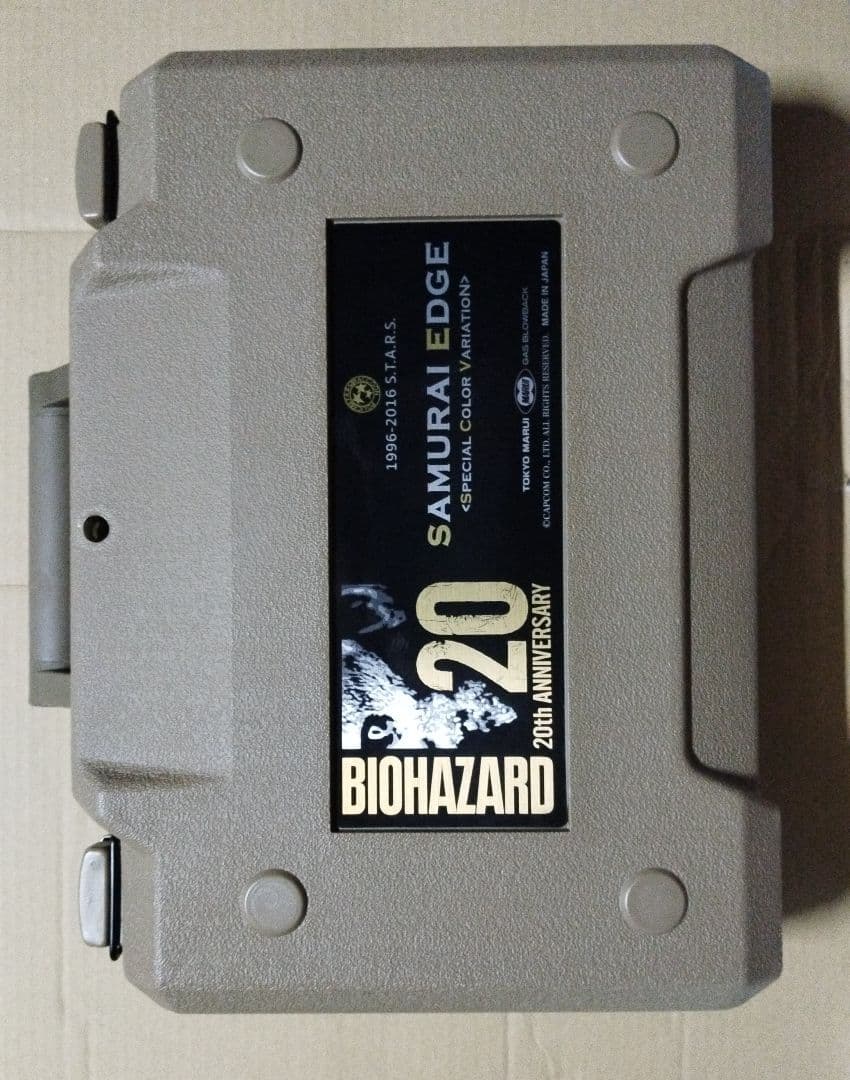 BIOHAZARD
20
20th ANNIVERSARY
1996-2016 S.T.A.R.S.
SAMURAI EDGE
<SPECIAL COLOR VARIATION>
TOKYO MARUI GAS BLOWBACK
©CAPCOM CO., LTD. ALL RIGHTS RESERVED. MADE IN JAPAN